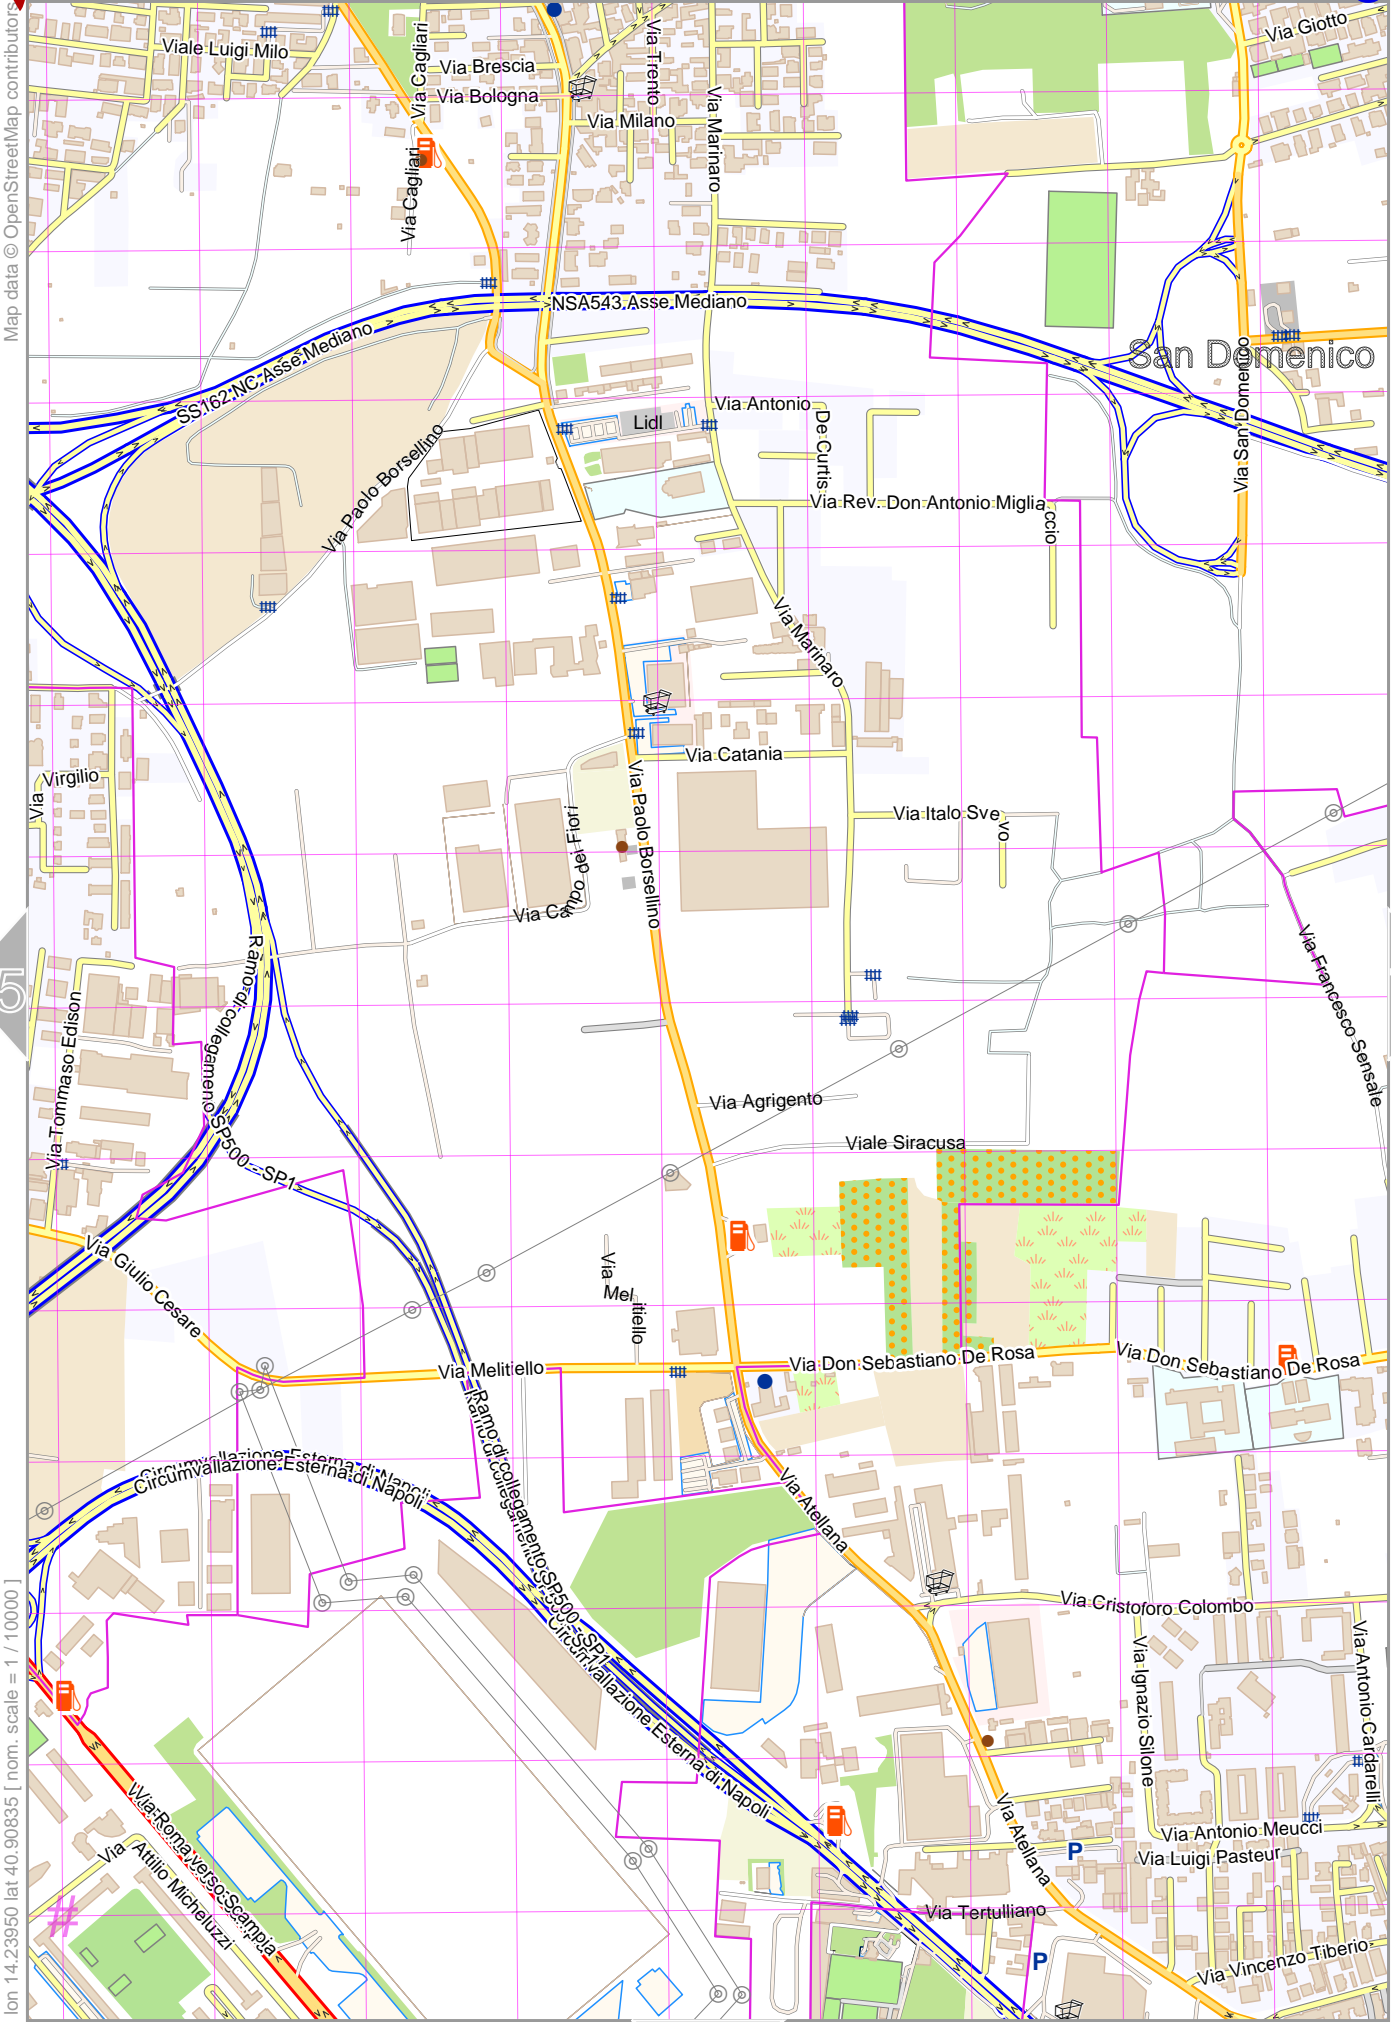 Map data © OpenStreetMap contributors
Viale Luigi Milo
Via Cagliari
Via Brescia
Via Bologna
Via Trento
Via Milano
Via Marinaro
Via Giotto
Via Cagliari
NSA543 Asse Mediano
SS162 NC Asse Mediano
San Domenico
Via San Domenico
Lidl
Via Antonio De Curtis
Via Paolo Borsellino
Via Rev. Don Antonio Migliaccio
Via Marinaro
Via Catania
Via Virgilio
Via Italo Svevo
Via Paolo Borsellino
Via Campo dei Fiori
5
Via Francesco Sensale
Via Tommaso Edison
Ramo di collegamento SP500 - SP1
Via Agrigento
Viale Siracusa
Via Giulio Cesare
Via Melitiello
Via Melitiello
Via Don Sebastiano De Rosa
Via Don Sebastiano De Rosa
Circumvallazione Esterna di Napoli
Circumvallazione Esterna di Napoli
Ramo di collegamento SP500 - SP1
Via Atellana
Via Cristoforo Colombo
Circumvallazione Esterna di Napoli
Via Ignazio Silone
Via Antonio Cardarelli
Via Roma verso Scampia
Via Attilio Micheluzzi
Via Atellana
Via Antonio Meucci
P
Via Luigi Pasteur
#
Via Tertulliano
P
Via Vincenzo Tiberio
lon 14.23950 lat 40.90835 [ nom. scale = 1 / 10000 ]